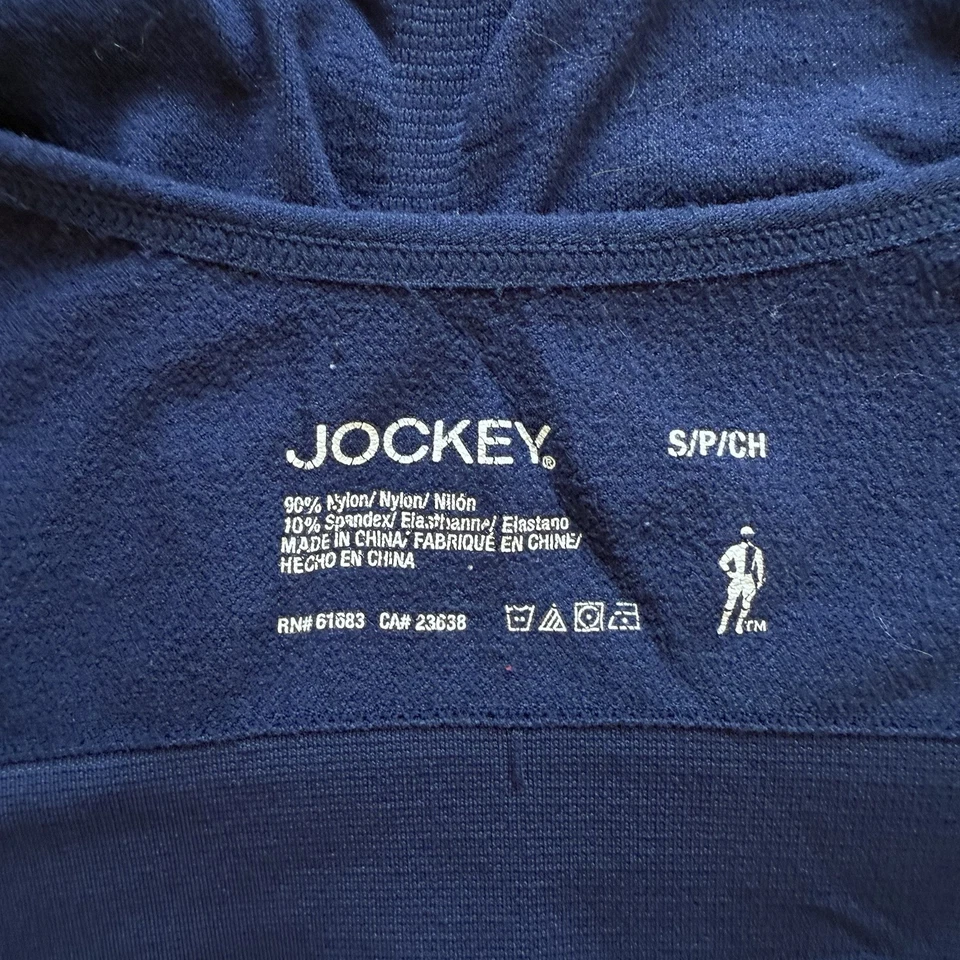 JOCKEY®
S/P/CH
90% Nylon/ Nylon/ Nilón
10% Spandex/ Elasthanne/ Elastano
MADE IN CHINA/ FABRIQUÉ EN CHINE/
HECHO EN CHINA
RN# 61683 CA# 23638
TM